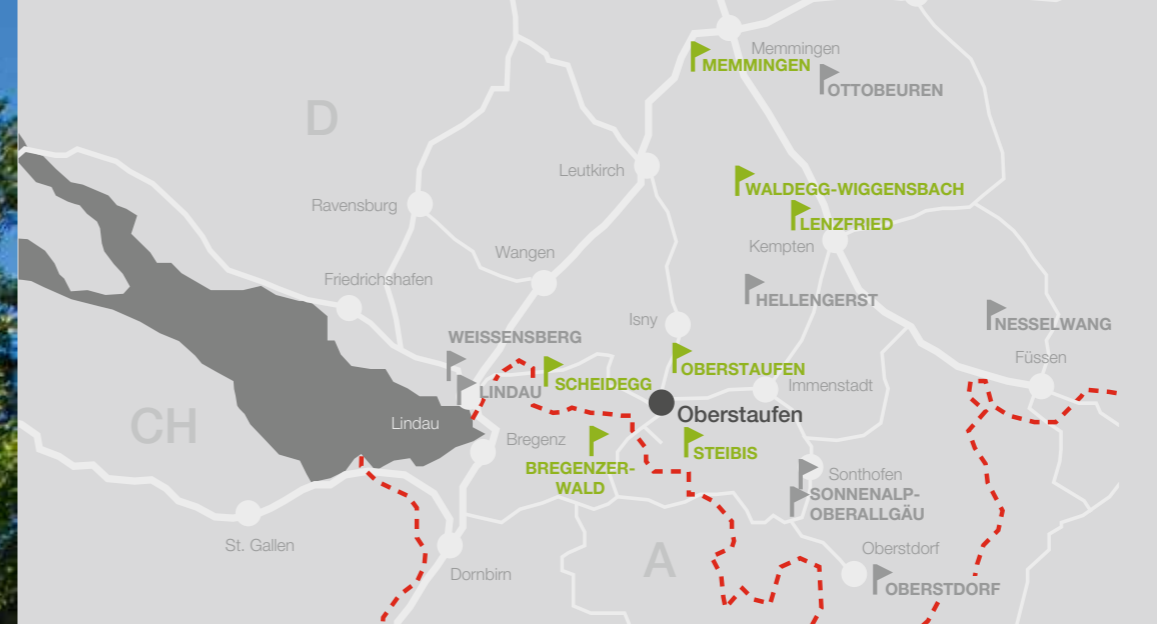 Memmingen
MEMMINGEN
OTTOBEUREN
D
Leutkirch
WALDEGG-WIGGENSBACH
Ravensburg
LENZFRIED
Kempten
Wangen
Friedrichshafen
HELLENGERST
Isny
NESSELWANG
WEISSENSBERG
Füssen
OBERSTAUFEN
SCHEIDEGG
Immenstadt
LINDAU
Oberstaufen
Lindau
CH
Bregenz
STEIBIS
BREGENZER-
WALD
Sonthofen
SONNENALP-
OBERALLGÄU
St. Gallen
Oberstdorf
A
Dornbirn
OBERSTDORF